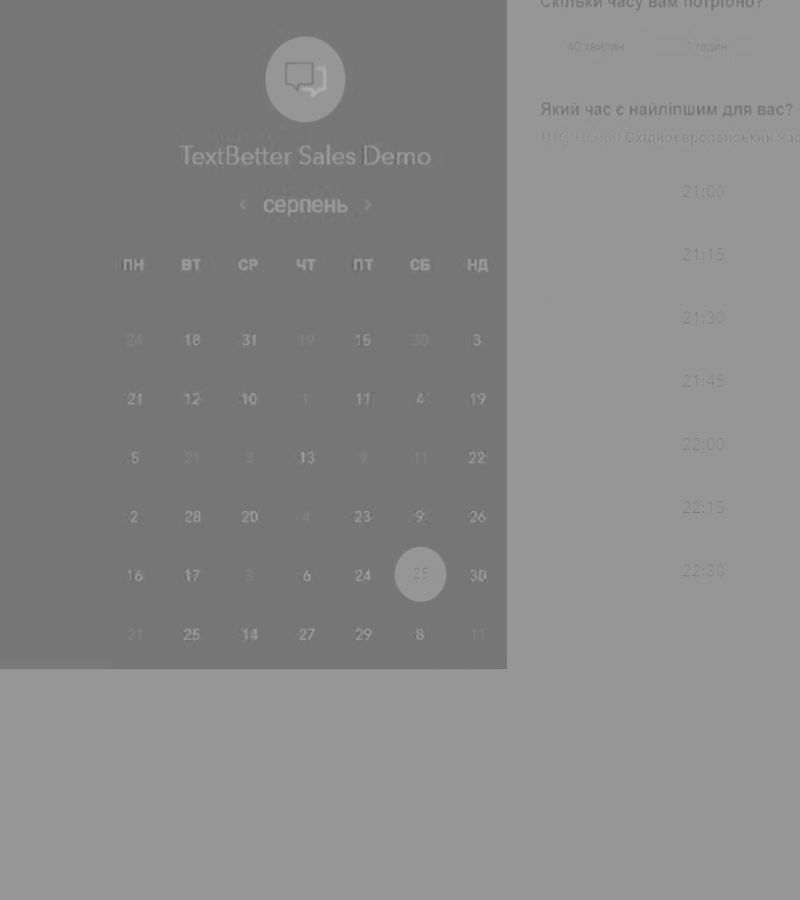 TextBetter Sales Demo
‹ серпень ›
ПН ВТ СР ЧТ ПТ СБ НД
24 18 31 19 15 30 3
21 12 10 1 11 4 19
5 21 3 13 9 11 22
2 28 20 4 23 9 26
16 17 3 6 24 25 30
21 25 14 27 29 8 11
Скільки часу вам потрібно?
40 хвилин 1 годин
Який час є найліпшим для вас?
UTC +03:00 Східноєвропейський час
21:00
21:15
21:30
21:45
22:00
22:15
22:30